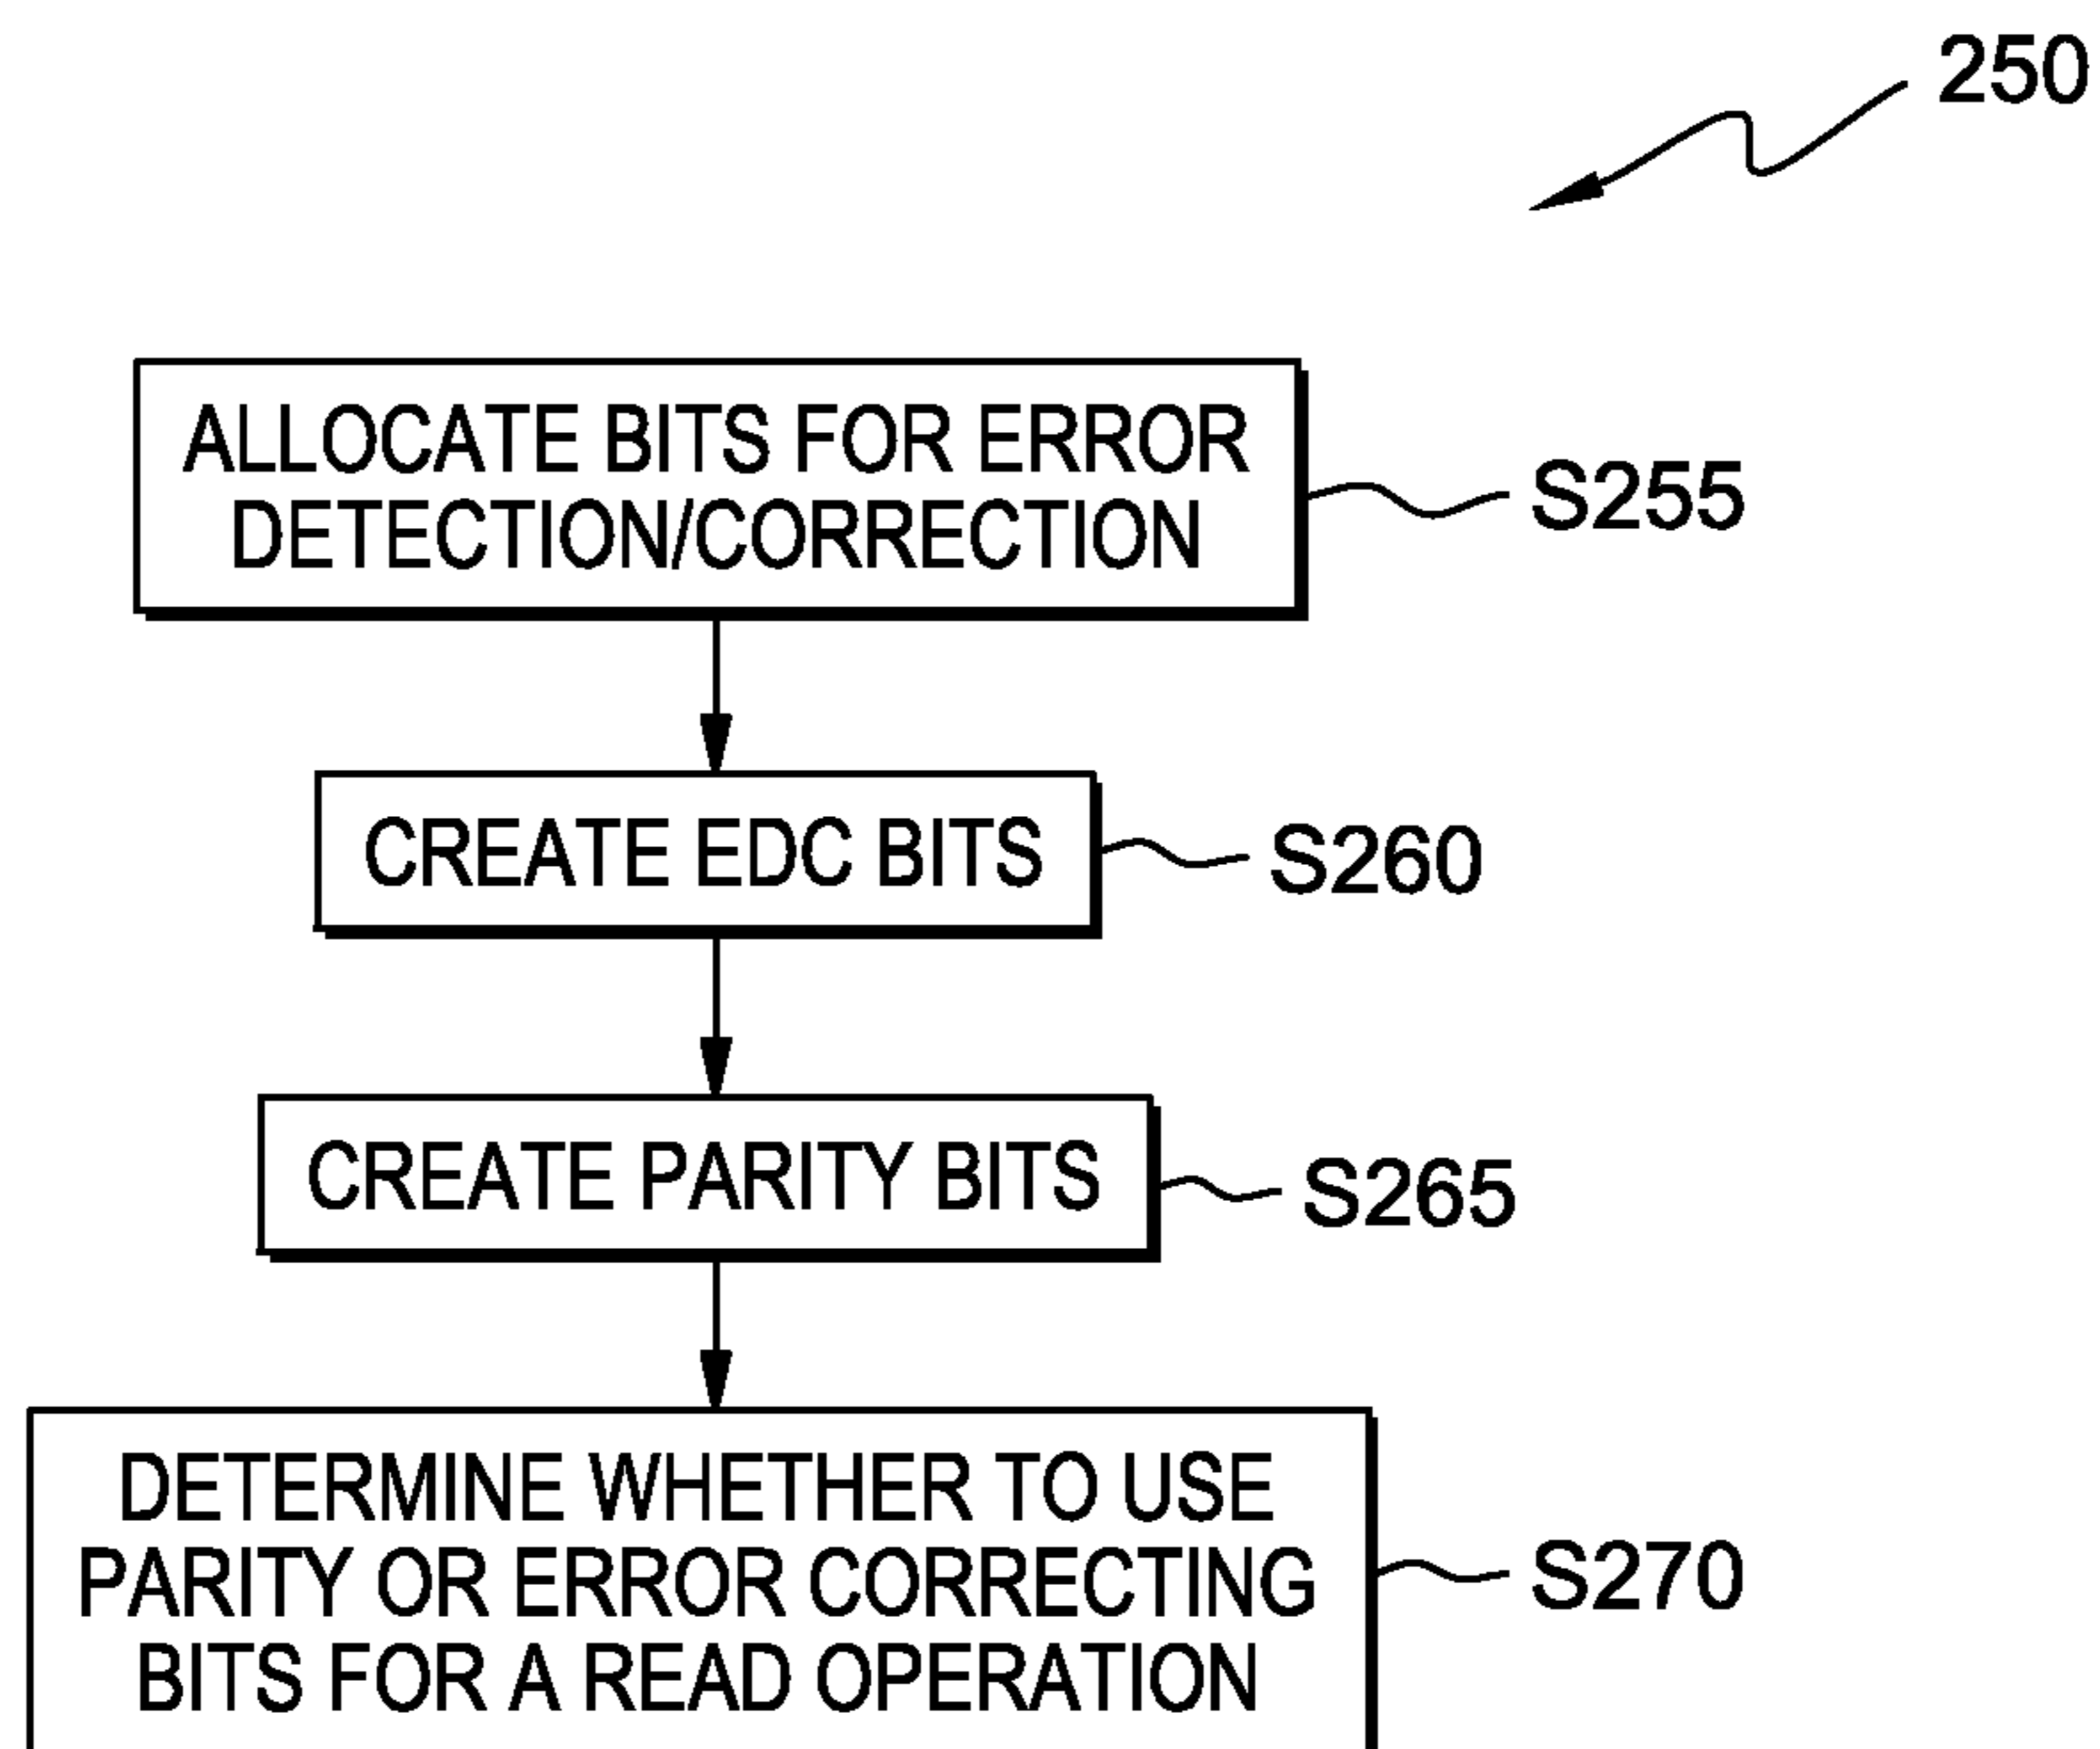 250
ALLOCATE BITS FOR ERROR
DETECTION/CORRECTION
S255
CREATE EDC BITS
S260
CREATE PARITY BITS
S265
DETERMINE WHETHER TO USE
PARITY OR ERROR CORRECTING
BITS FOR A READ OPERATION
S270